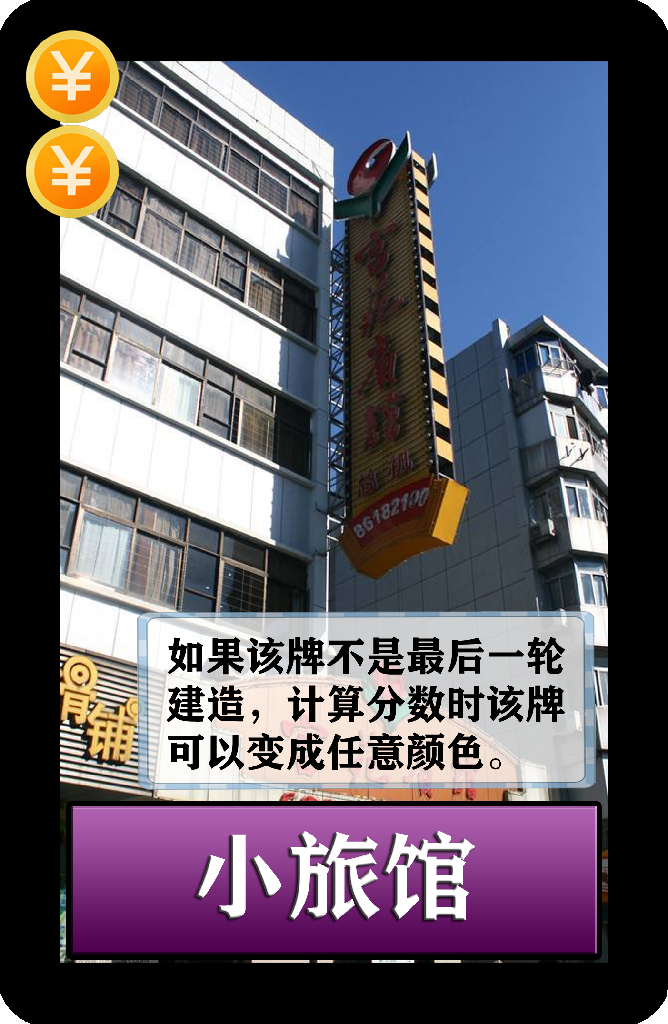 ¥
¥
86182100
铺
如果该牌不是最后一轮
建造，计算分数时该牌
可以变成任意颜色。
小旅馆